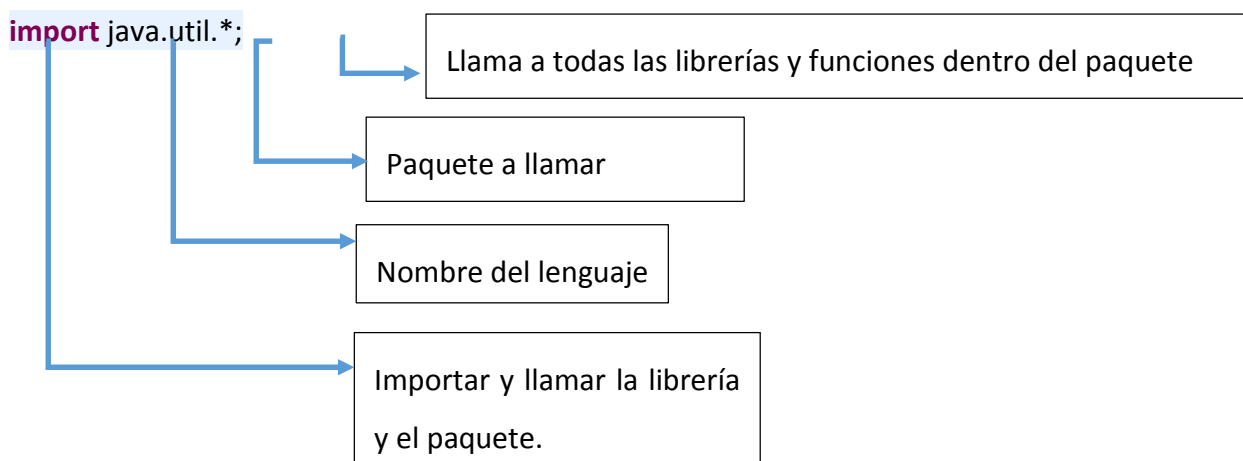 import java.util.*;
Llama a todas las librerías y funciones dentro del paquete
Paquete a llamar
Nombre del lenguaje
Importar y llamar la librería
y el paquete.